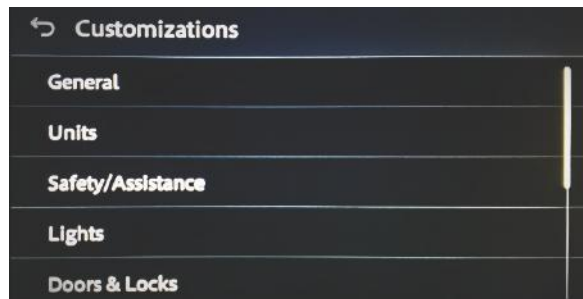 Customizations
General
Units
Safety/Assistance
Lights
Doors & Locks